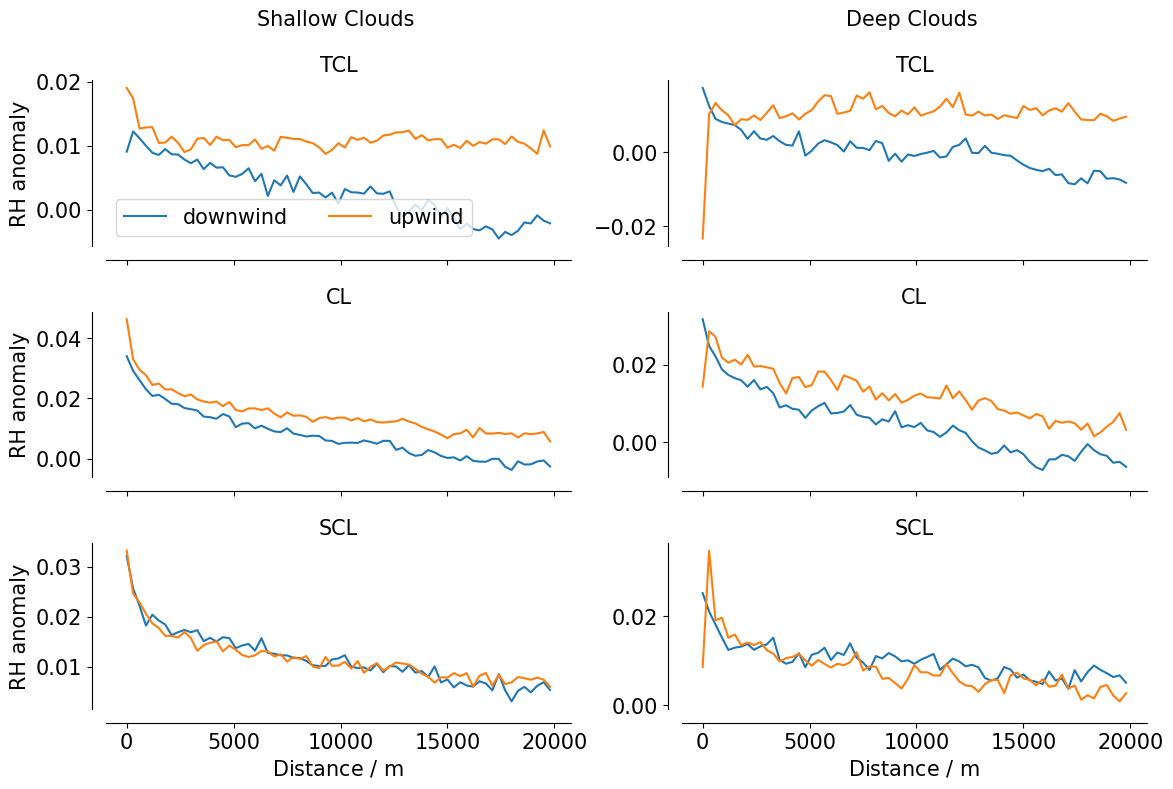 Shallow Clouds Deep Clouds
TCL TCL
RH anomaly
0.02
0.01
0.00
0.00
−0.02
downwind upwind
CL CL
RH anomaly
0.04
0.02
0.00
0.02
0.00
SCL SCL
RH anomaly
0.03
0.02
0.01
0.02
0.00
0 5000 10000 15000 20000 0 5000 10000 15000 20000
Distance / m Distance / m